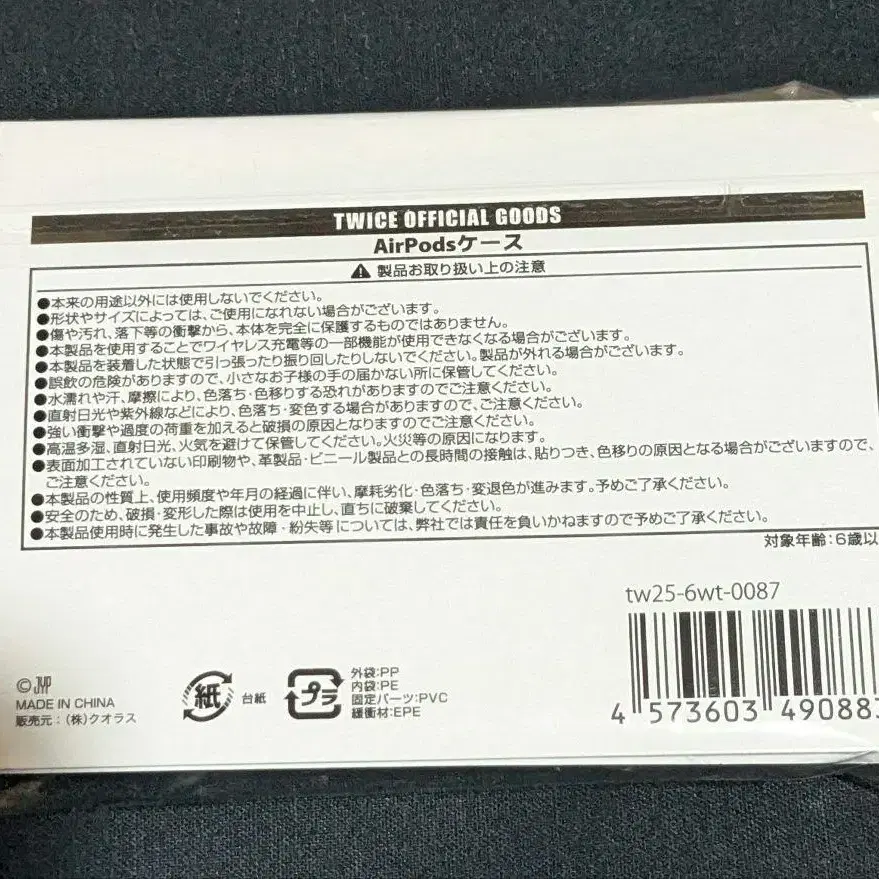 TWICE OFFICIAL GOODS
AirPodsケース
製品お取り扱い上の注意
●本来の用途以外には使用しないでください。
●形状やサイズによっては、ご使用になれない場合がございます。
●傷や汚れ、落下等の衝撃から、本体を完全に保護するものではありません。
●本製品を使用することでワイヤレス充電等の一部機能が使用できなくなる場合がございます。
●本製品を装着した状態で引っ張ったり振り回したりしないでください。製品が外れる場合がございます。
●誤飲の危険がありますので、小さなお子様の手の届かない所に保管してください。
●水濡れや汗、摩擦により、色落ち・色移りする恐れがありますのでご注意ください。
●直射日光や紫外線などにより、色落ち・変色する場合がありますので、ご注意ください。
●強い衝撃や過度の荷重を加えると破損の原因となりますのでご注意ください。
●高温多湿、直射日光、火気を避けて保管してください。火災等の原因になります。
●表面加工されていない印刷物や、革製品・ビニール製品との長時間の接触は、貼りつき、色移りの原因となる場合がございますので、
ご注意ください。
●本製品の性質上、使用頻度や年月の経過に伴い、摩耗劣化・色落ち・変退色が進みます。予めご了承ください。
●安全のため、破損・変形した際は使用を中止し、直ちに破棄してください。
●本製品使用時に発生した事故や故障・紛失等については、弊社では責任を負いかねますので予めご了承ください。
対象年齢:6歳以
tw25-6wt-0087
4 573603 490883
© JYP
MADE IN CHINA
販売元:(株)クオラス
紙 台紙
プラ
外袋:PP
内袋:PE
固定パーツ:PVC
緩衝材:EPE